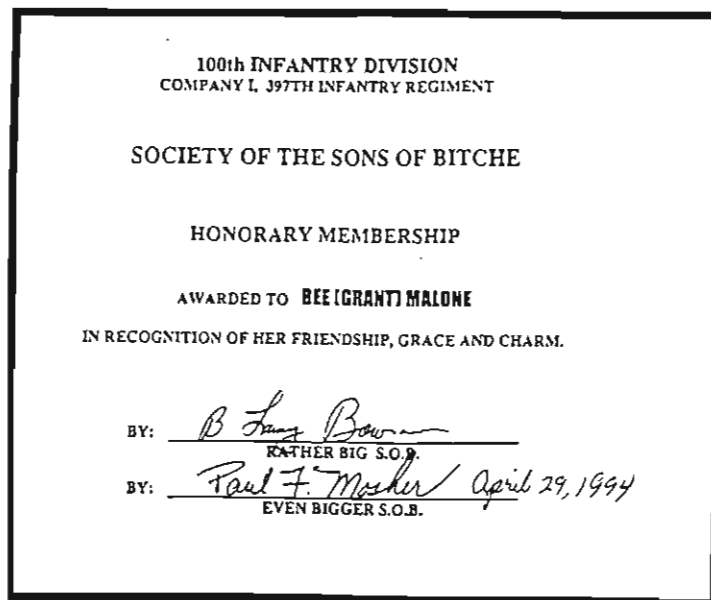 100th INFANTRY DIVISION
COMPANY I, 397TH INFANTRY REGIMENT
SOCIETY OF THE SONS OF BITCHE
HONORARY MEMBERSHIP
AWARDED TO BEE (GRANT) MALONE
IN RECOGNITION OF HER FRIENDSHIP, GRACE AND CHARM.
BY: B Bowman
RATHER BIG S.O.B.
BY: Paul F. Mosher April 29, 1994
EVEN BIGGER S.O.B.